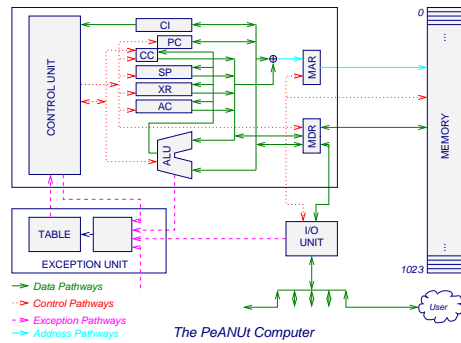 0
CI
PC
CC
SP
XR
AC
ALU
CONTROL UNIT
MAR
MDR
MEMORY
TABLE
EXCEPTION UNIT
I/O
UNIT
1023
User
Data Pathways
Control Pathways
Exception Pathways
Address Pathways
The PeANUt Computer